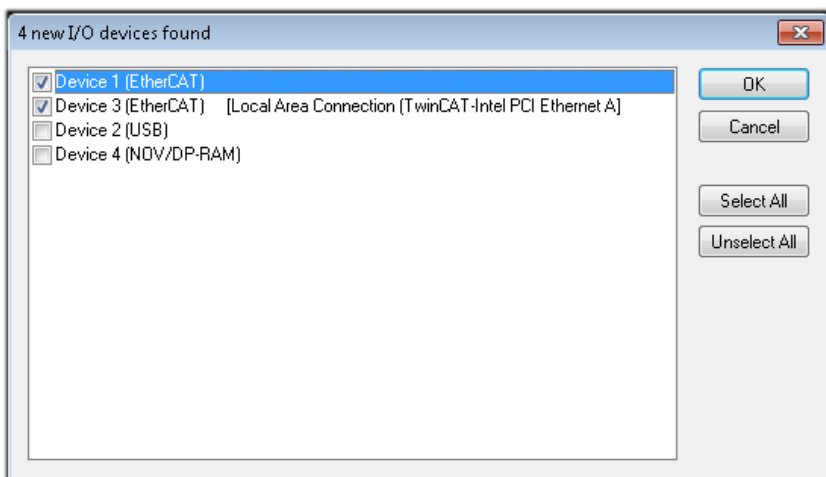 4 new I/O devices found
Device 1 (EtherCAT)
Device 3 (EtherCAT) [Local Area Connection (TwinCAT-Intel PCI Ethernet A]
Device 2 (USB)
Device 4 (NOV/DP-RAM)
OK
Cancel
Select All
Unselect All